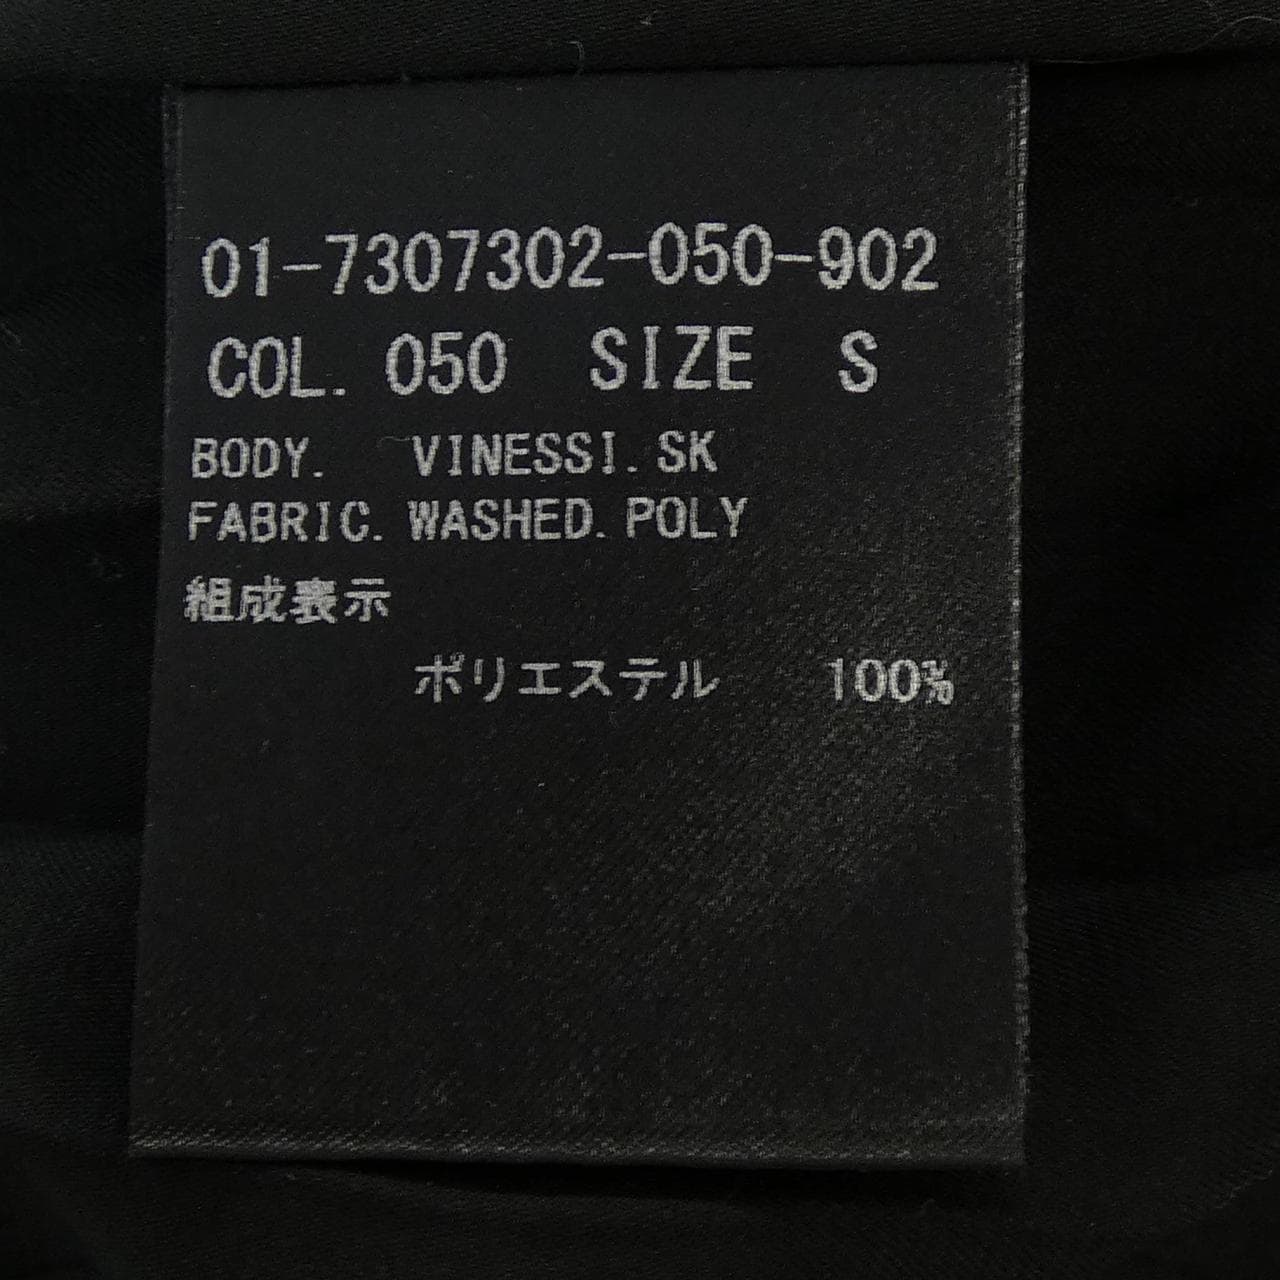 01-7307302-050-902
COL. 050 SIZE S
BODY. VINESSI.SK
FABRIC. WASHED.POLY
組成表示
ポリエステル 100%